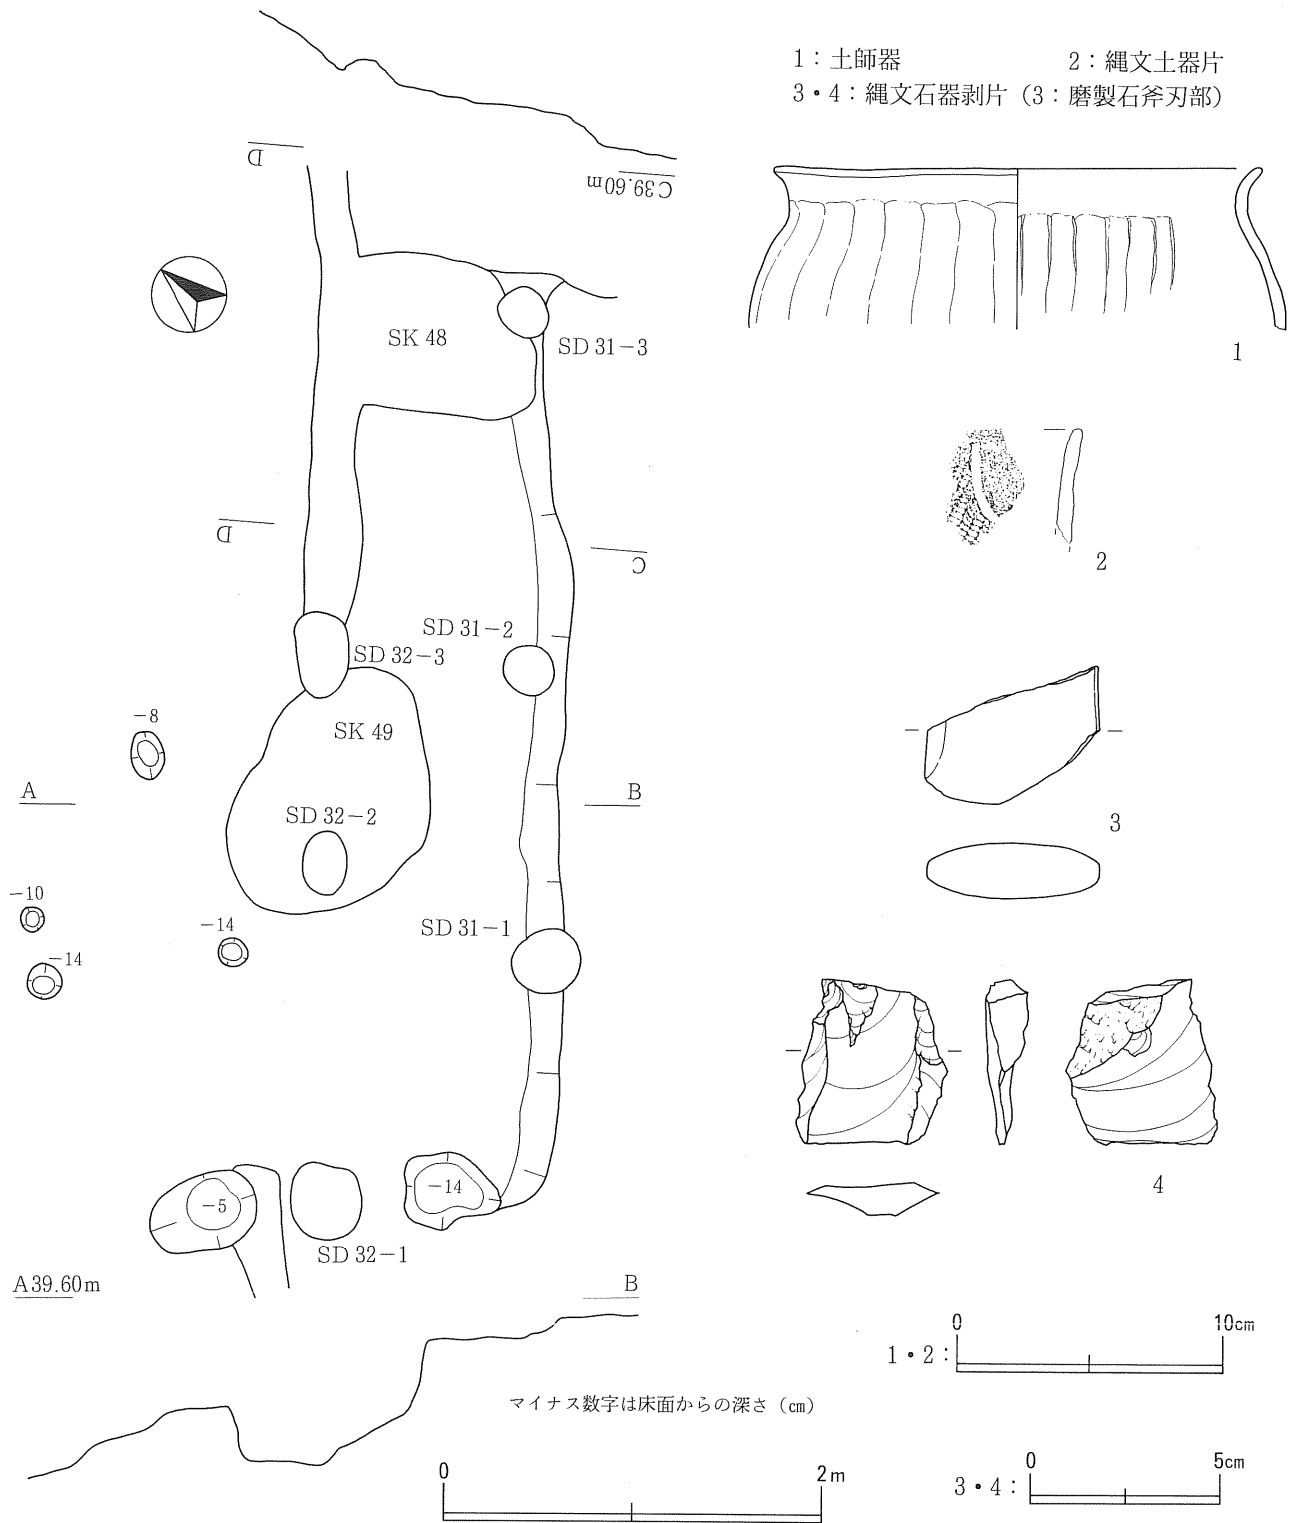 1：土師器　2：縄文土器片
3・4：縄文石器剥片（3：磨製石斧刃部）
D
C39.60m
SK 48
SD 31−3
1
D
C
2
SD 31−2
SD 32−3
−8
SK 49
A
B
SD 32−2
3
−10
−14
−14
SD 31−1
−5
−14
SD 32−1
4
A39.60m
B
1・2：
0
10cm
マイナス数字は床面からの深さ（cm）
0
2m
3・4：
0
5cm